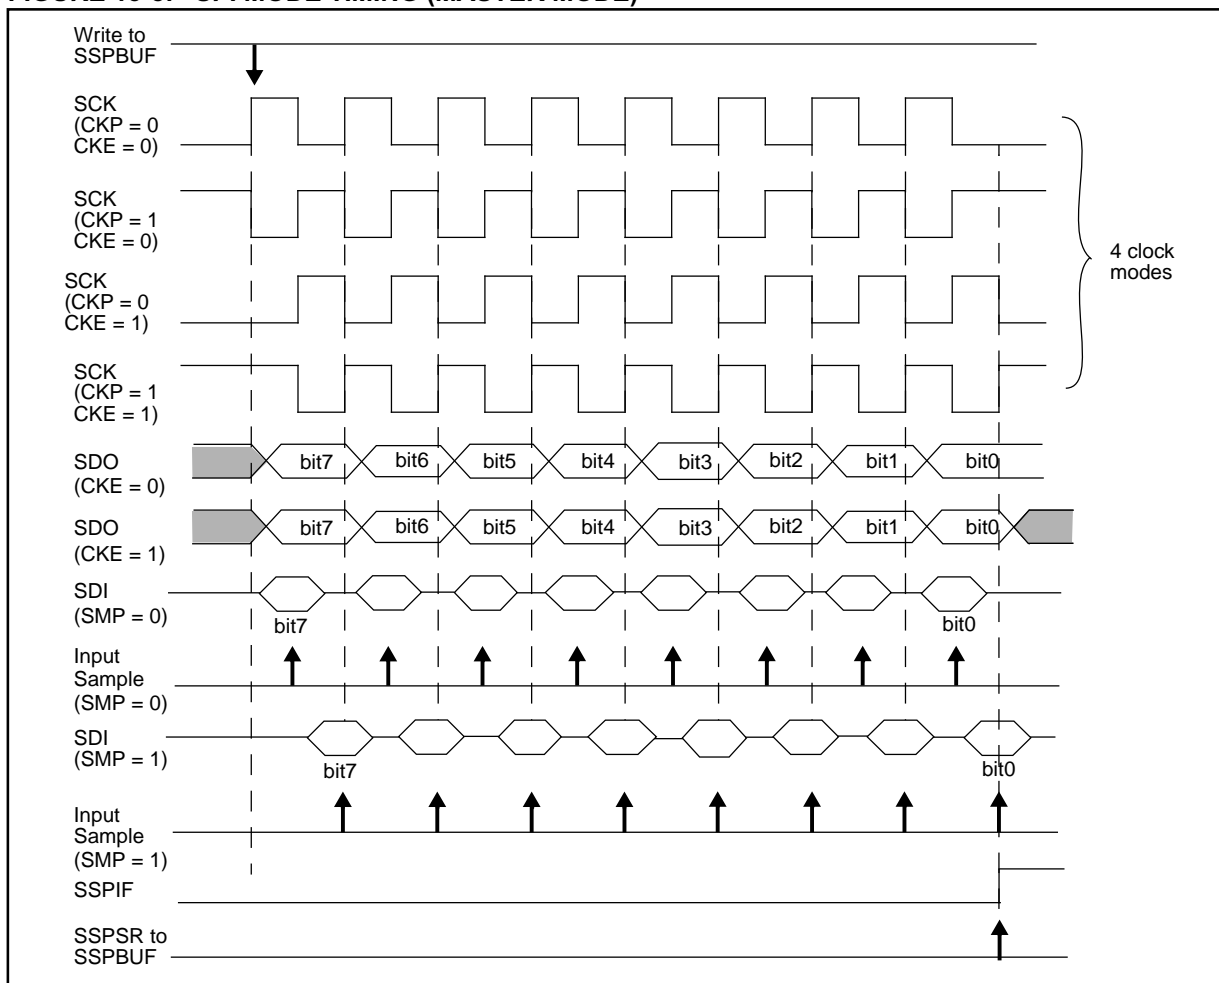 Write to
SSPBUF
SCK
(CKP = 0
CKE = 0)
SCK
(CKP = 1
CKE = 0)
4 clock
modes
SCK
(CKP = 0
CKE = 1)
SCK
(CKP = 1
CKE = 1)
SDO
(CKE = 0)
bit7 bit6 bit5 bit4 bit3 bit2 bit1 bit0
SDO
(CKE = 1)
bit7 bit6 bit5 bit4 bit3 bit2 bit1 bit0
SDI
(SMP = 0)
bit7 bit0
Input
Sample
(SMP = 0)
SDI
(SMP = 1)
bit7 bit0
Input
Sample
(SMP = 1)
SSPIF
SSPSR to
SSPBUF